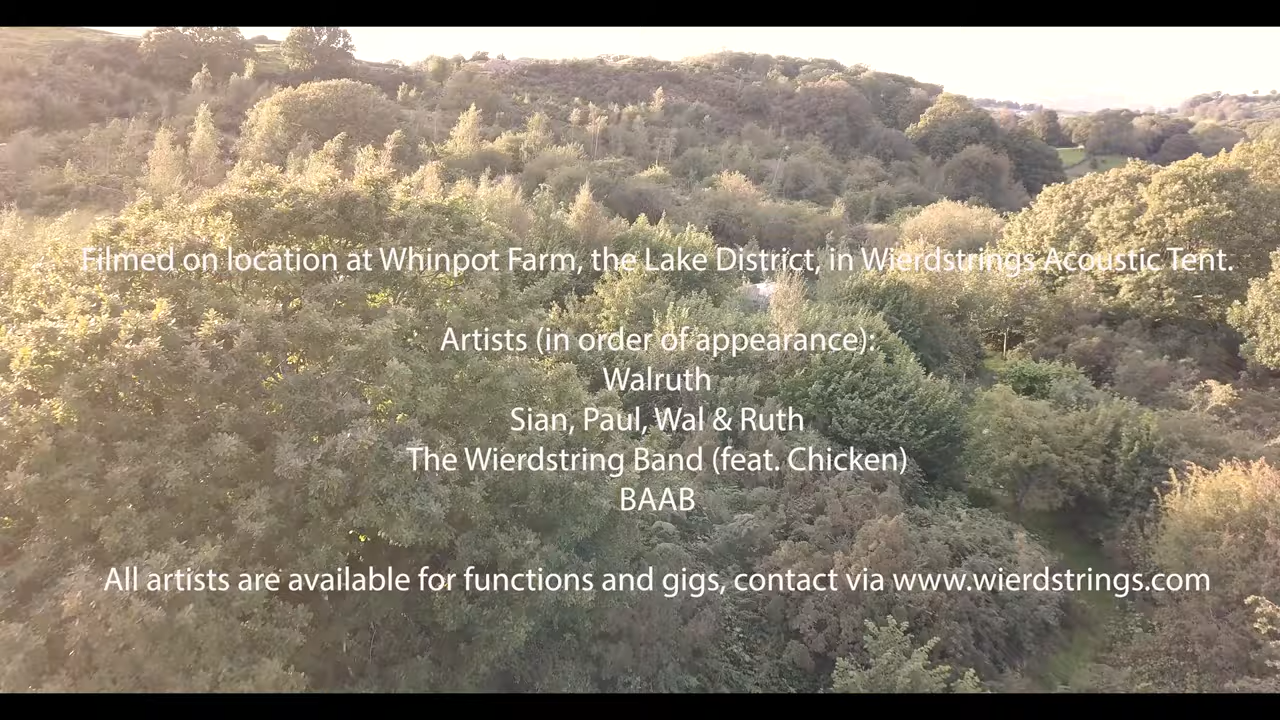 Filmed on location at Whinpot Farm, the Lake District, in Wierdstrings Acoustic Tent.
Artists (in order of appearance):
Walruth
Sian, Paul, Wal & Ruth
The Wierdstring Band (feat. Chicken)
BAAB
All artists are available for functions and gigs, contact via www.wierdstrings.com